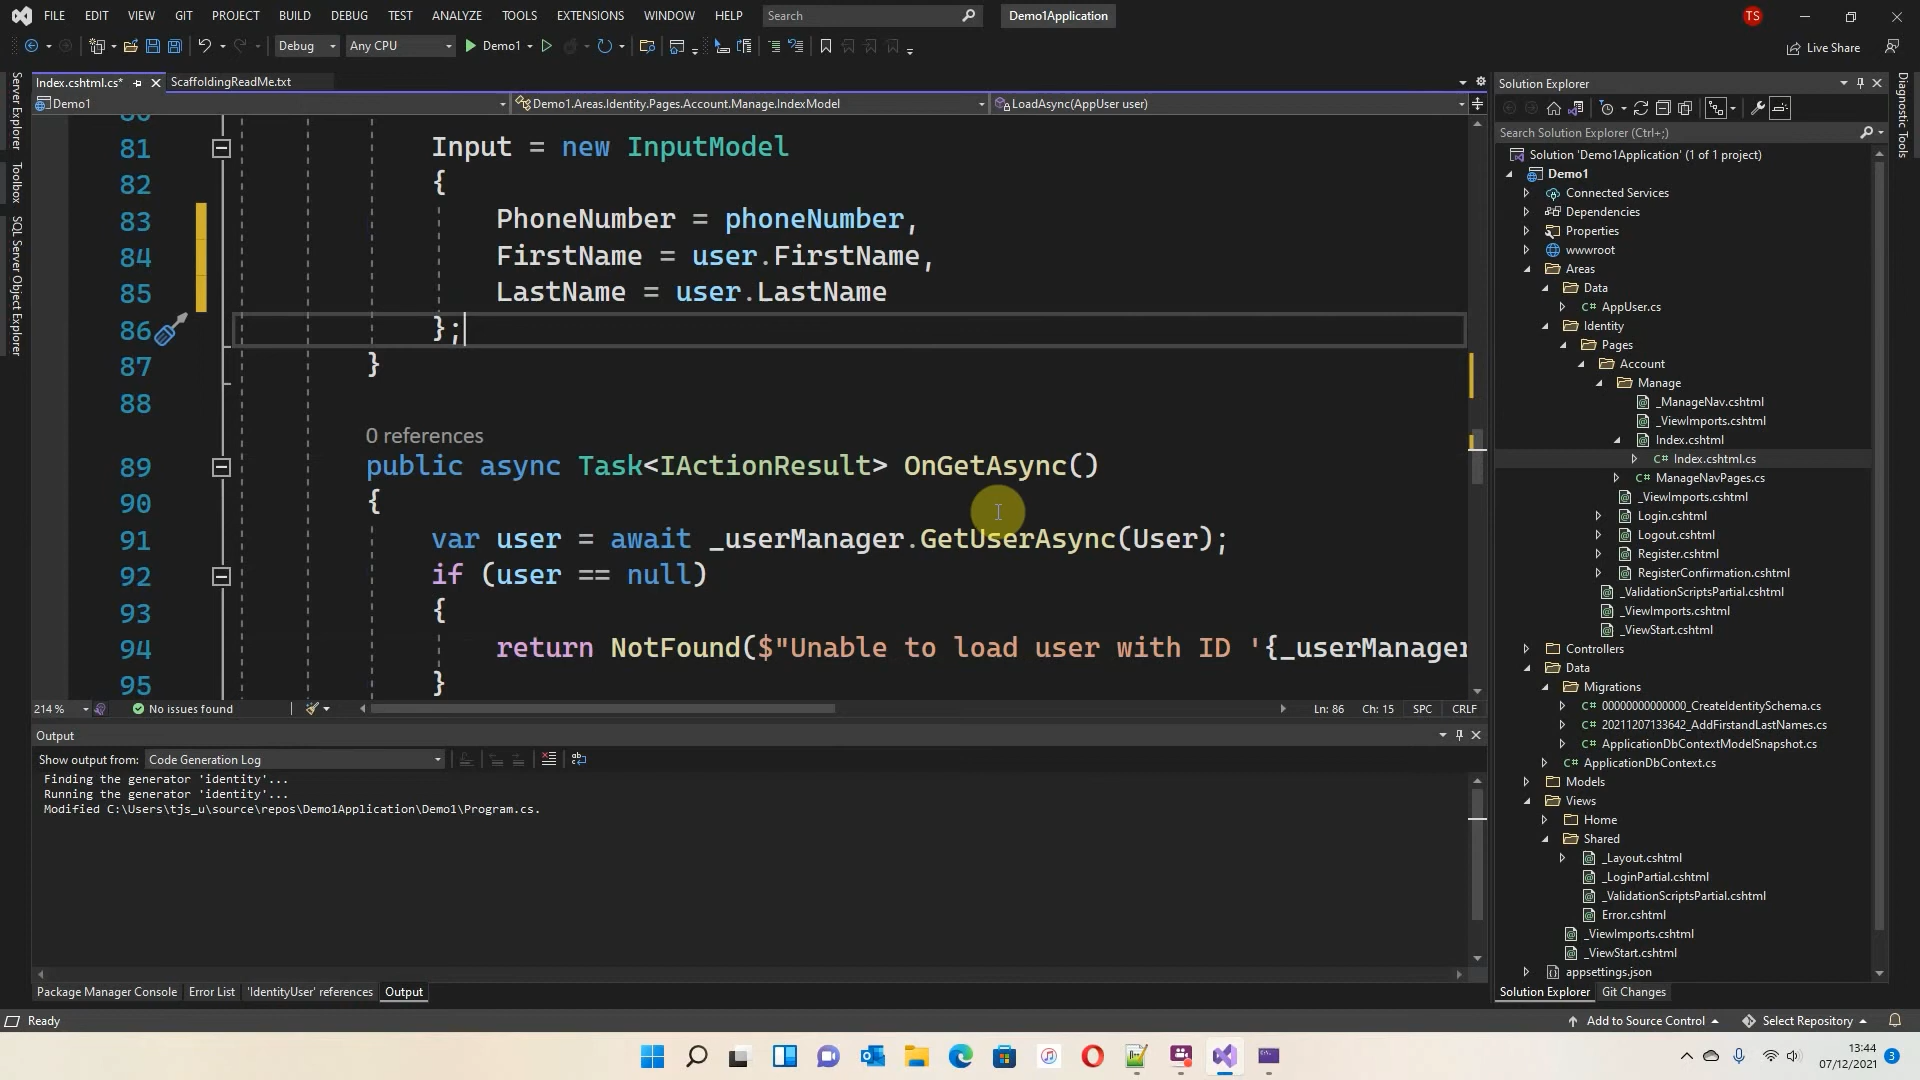 FILE EDIT VIEW GIT PROJECT BUILD DEBUG TEST ANALYZE TOOLS EXTENSIONS WINDOW HELP Search Demo1Application TS
Debug Any CPU Demo1 Live Share
Index.cshtml.cs* ScaffoldingReadMe.txt
Demo1 Demo1.Areas.Identity.Pages.Account.Manage.IndexModel LoadAsync(AppUser user)
Server Explorer
Toolbox
SQL Server Object Explorer
81 Input = new InputModel
82 {
83 PhoneNumber = phoneNumber,
84 FirstName = user.FirstName,
85 LastName = user.LastName
86 };
87 }
88
0 references
89 public async Task<IActionResult> OnGetAsync()
90 {
91 var user = await _userManager.GetUserAsync(User);
92 if (user == null)
93 {
94 return NotFound($"Unable to load user with ID '{_userManager
95 }
214 % No issues found Ln: 86 Ch: 15 SPC CRLF
Output
Show output from: Code Generation Log
Finding the generator 'identity'...
Running the generator 'identity'...
Modified C:\Users\tjs_u\source\repos\Demo1Application\Demo1\Program.cs.
Package Manager Console Error List 'IdentityUser' references Output
Solution Explorer
Search Solution Explorer (Ctrl+;)
Solution 'Demo1Application' (1 of 1 project)
Demo1
Connected Services
Dependencies
Properties
wwwroot
Areas
Data
C# AppUser.cs
Identity
Pages
Account
Manage
_ManageNav.cshtml
_ViewImports.cshtml
Index.cshtml
C# Index.cshtml.cs
C# ManageNavPages.cs
_ViewImports.cshtml
Login.cshtml
Logout.cshtml
Register.cshtml
RegisterConfirmation.cshtml
_ValidationScriptsPartial.cshtml
_ViewImports.cshtml
_ViewStart.cshtml
Controllers
Data
Migrations
C# 00000000000000_CreateIdentitySchema.cs
C# 20211207133642_AddFirstandLastNames.cs
C# ApplicationDbContextModelSnapshot.cs
C# ApplicationDbContext.cs
Models
Views
Home
Shared
_Layout.cshtml
_LoginPartial.cshtml
_ValidationScriptsPartial.cshtml
Error.cshtml
_ViewImports.cshtml
_ViewStart.cshtml
appsettings.json
Solution Explorer Git Changes
Diagnostic Tools
Ready Add to Source Control Select Repository
13:44
07/12/2021
3